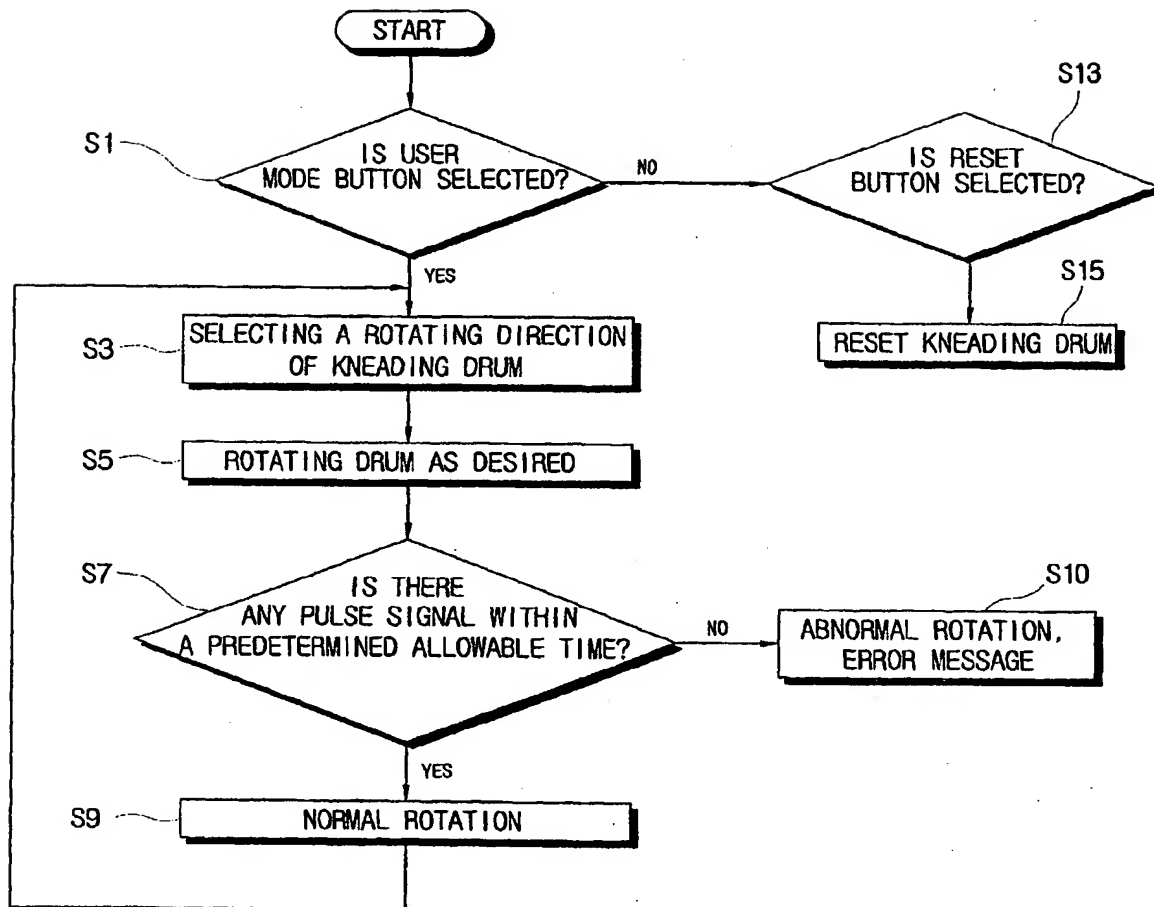 START
S1
IS USER
MODE BUTTON SELECTED?
NO
S13
IS RESET
BUTTON SELECTED?
YES
S15
RESET KNEADING DRUM
S3
SELECTING A ROTATING DIRECTION
OF KNEADING DRUM
S5
ROTATING DRUM AS DESIRED
S7
IS THERE
ANY PULSE SIGNAL WITHIN
A PREDETERMINED ALLOWABLE TIME?
NO
S10
ABNORMAL ROTATION,
ERROR MESSAGE
YES
S9
NORMAL ROTATION